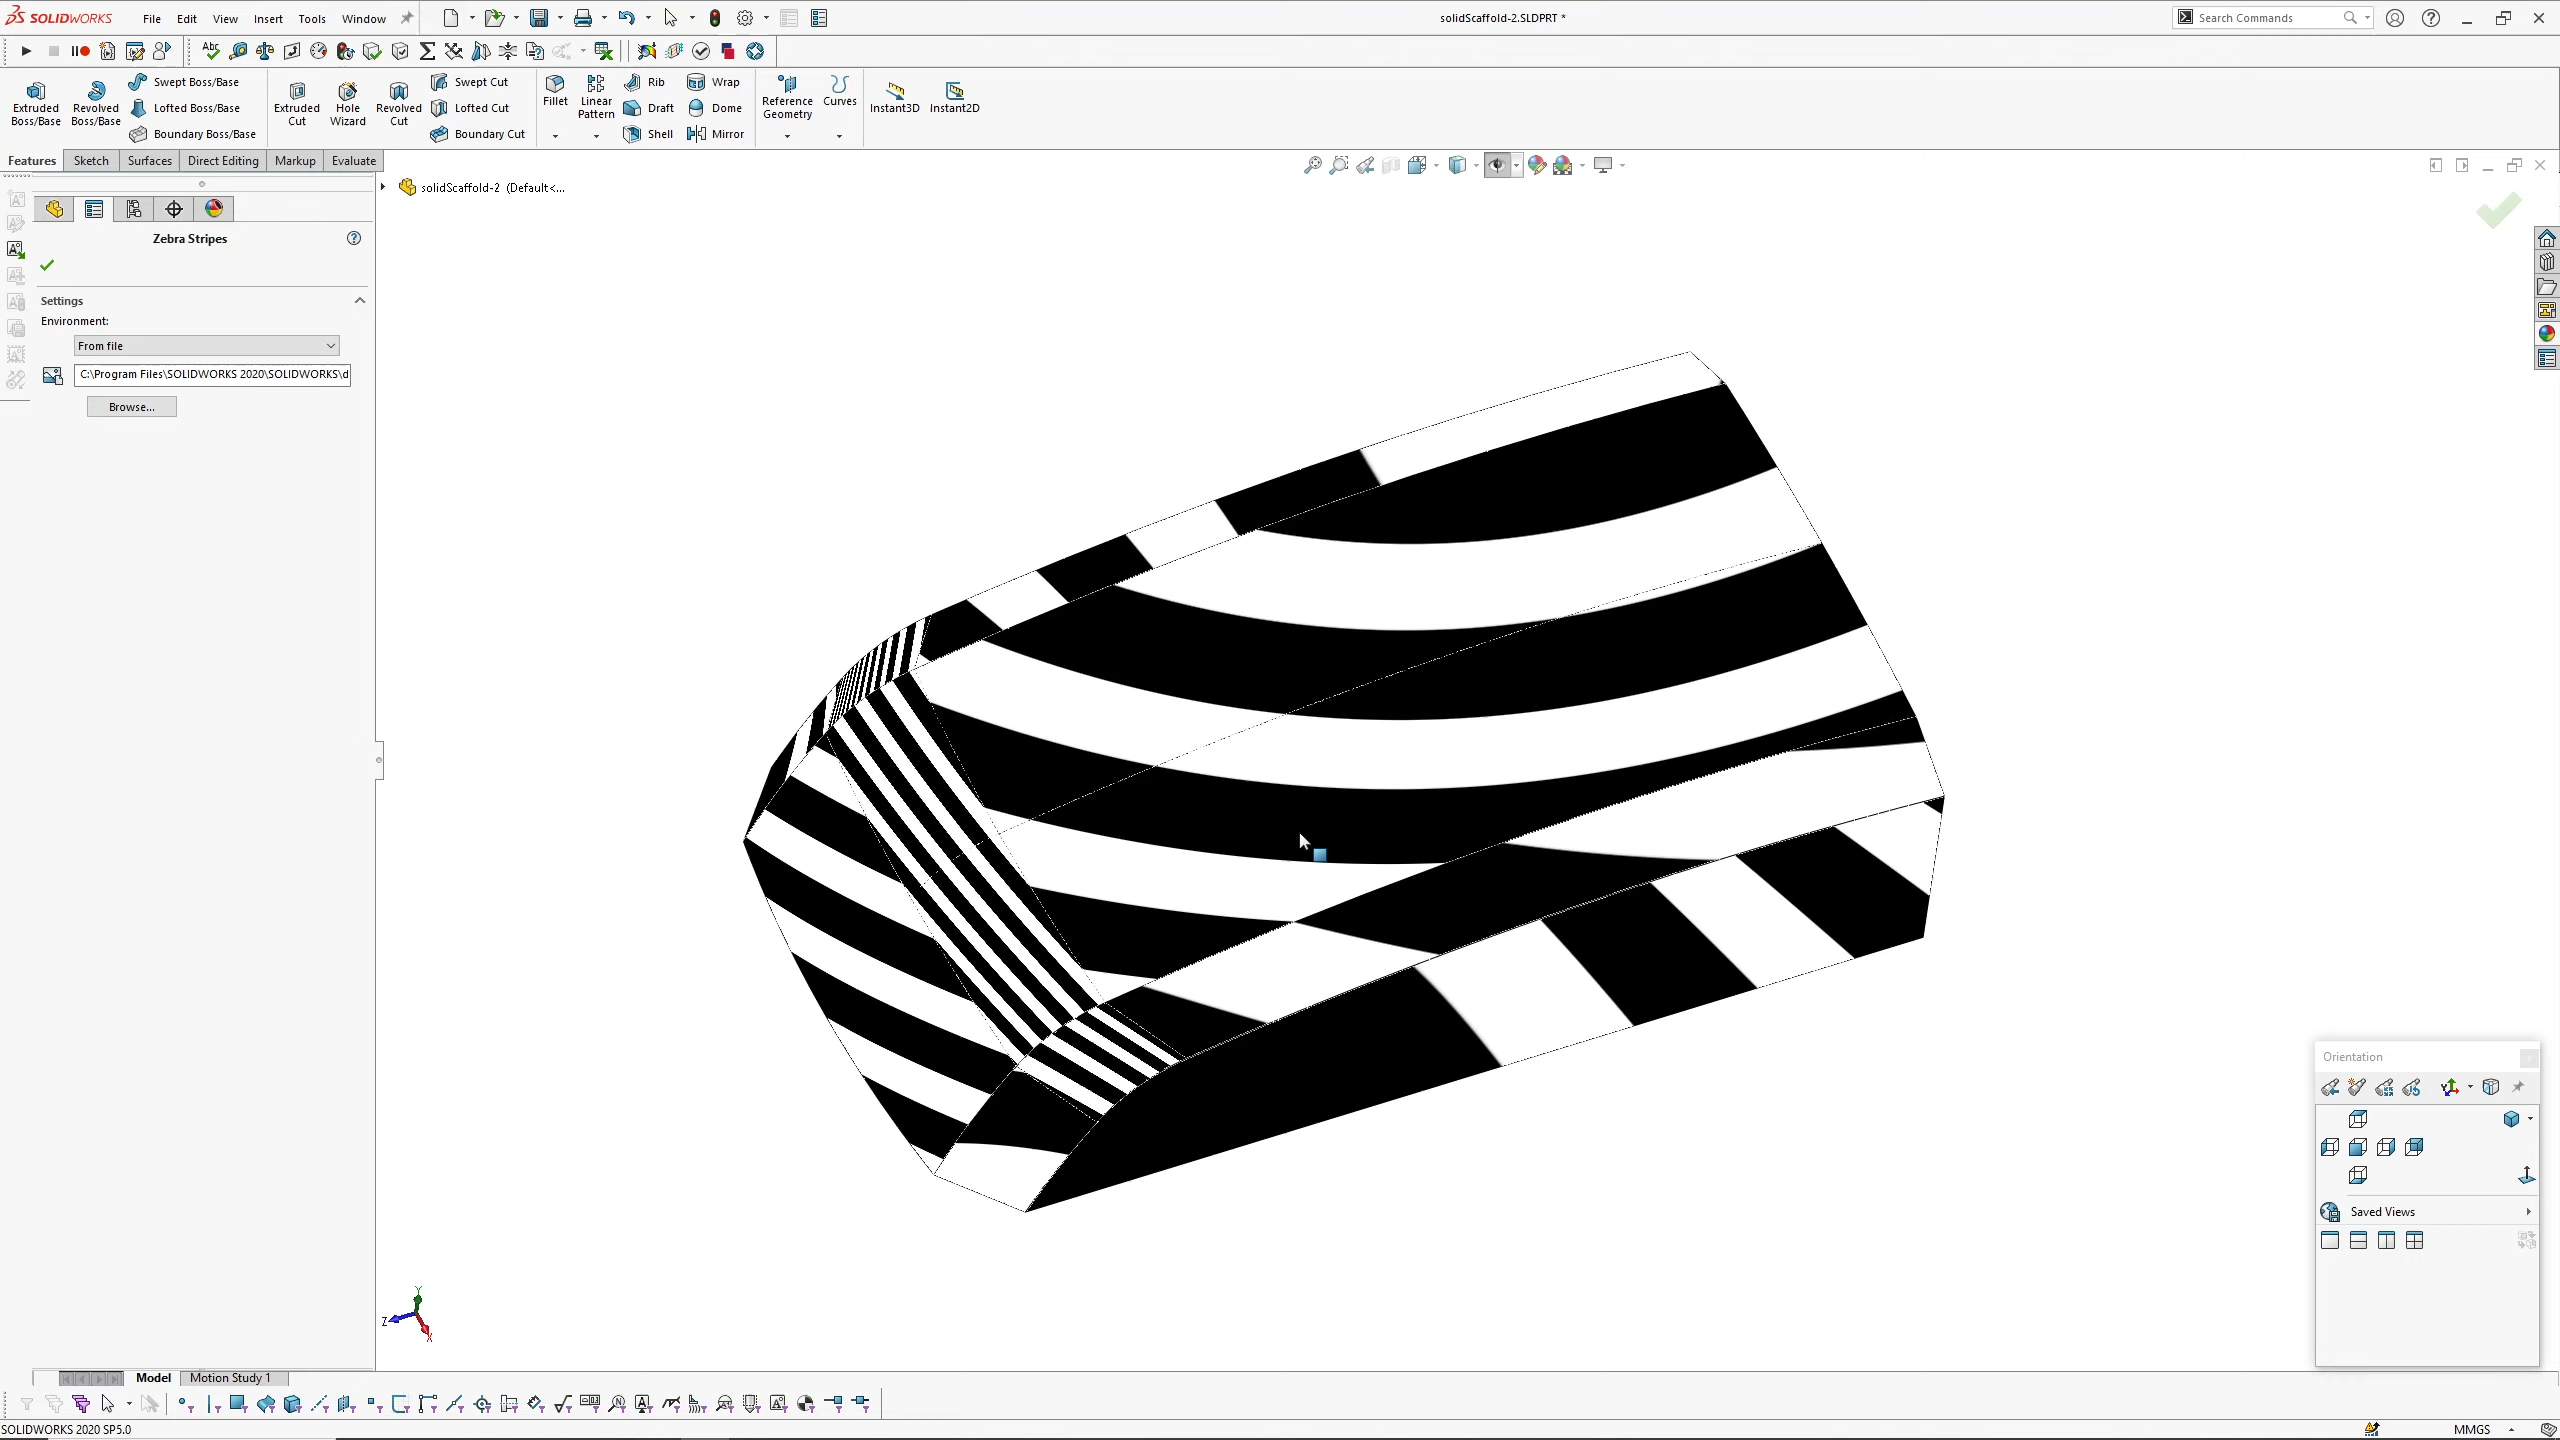 SOLIDWORKS File Edit View Insert Tools Window solidScaffold-2.SLDPRT * Search Commands
Extruded Boss/Base
Revolved Boss/Base
Swept Boss/Base
Lofted Boss/Base
Boundary Boss/Base
Extruded Cut
Hole Wizard
Revolved Cut
Swept Cut
Lofted Cut
Boundary Cut
Fillet
Linear Pattern
Rib
Draft
Shell
Wrap
Dome
Mirror
Reference Geometry
Curves
Instant3D
Instant2D
Features Sketch Surfaces Direct Editing Markup Evaluate
solidScaffold-2 (Default<...
Zebra Stripes
Settings
Environment:
From file
C:\Program Files\SOLIDWORKS 2020\SOLIDWORKS\d
Browse...
Orientation
Saved Views
Y
Z
X
Model Motion Study 1
SOLIDWORKS 2020 SP5.0 MMGS